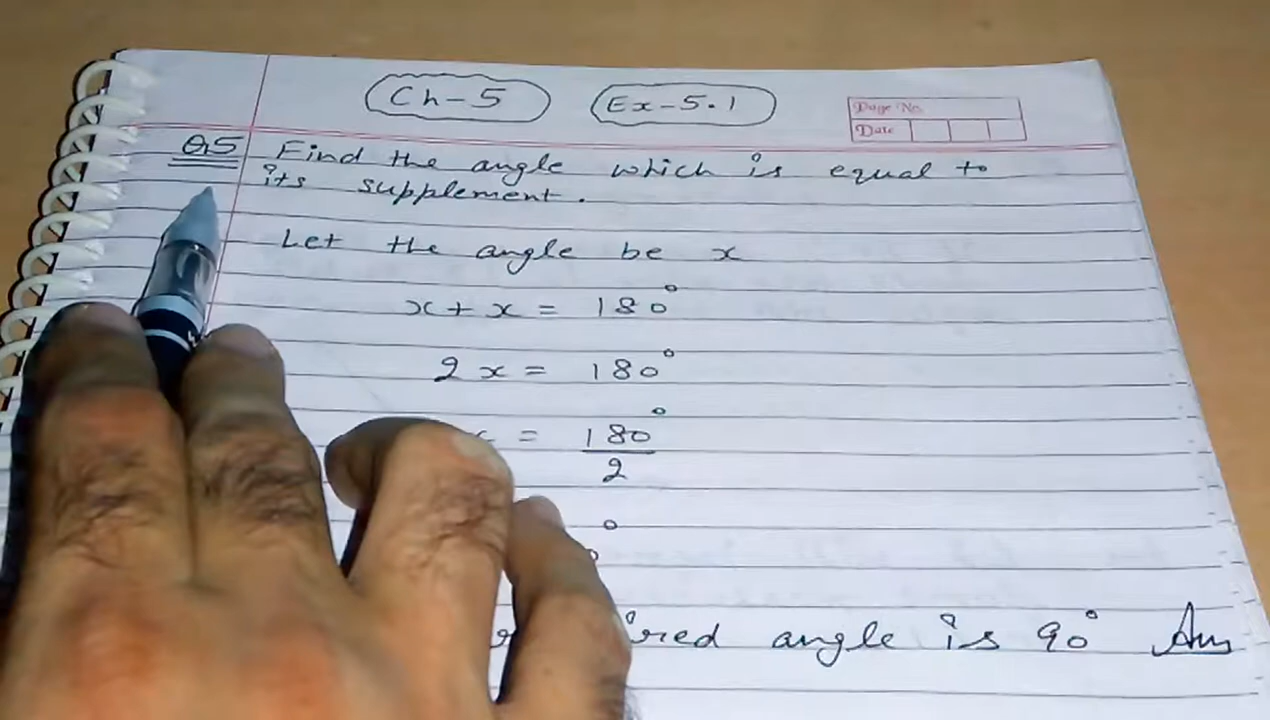 Ch-5 Ex-5.1
Page No.
Date
Q.5 Find the angle which is equal to
its supplement.
Let the angle be x
x + x = 180°
2x = 180°
= 180°
2
angle is 90° Ans